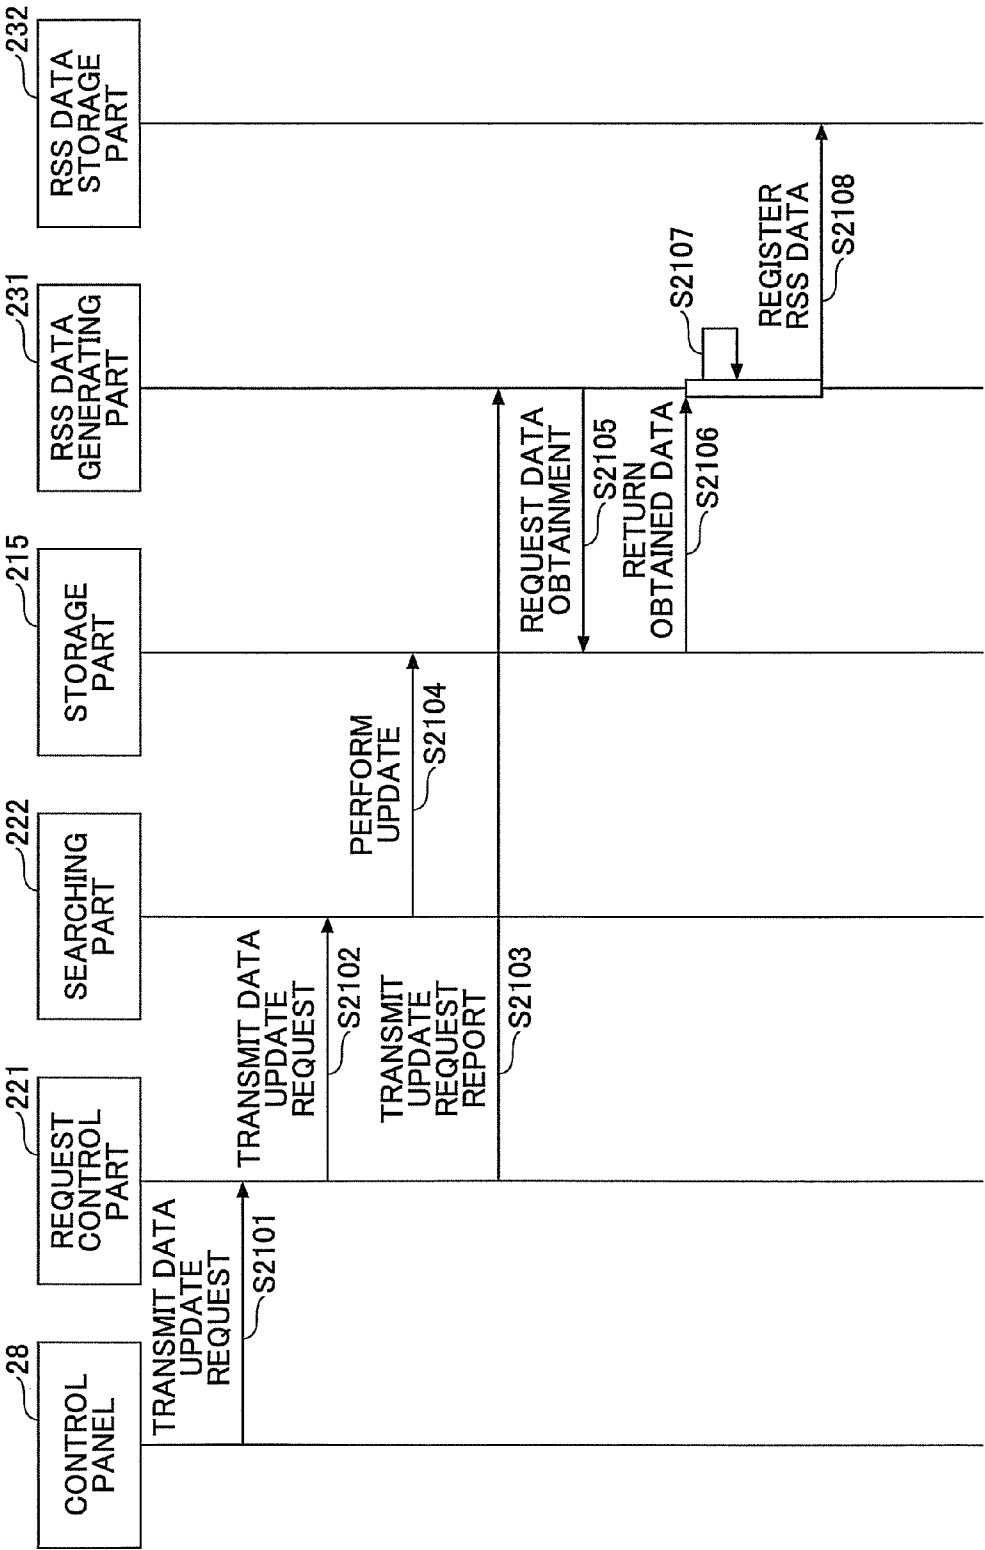 28
CONTROL
PANEL
221
REQUEST
CONTROL
PART
222
SEARCHING
PART
215
STORAGE
PART
231
RSS DATA
GENERATING
PART
232
RSS DATA
STORAGE
PART
TRANSMIT DATA
UPDATE
REQUEST
S2101
TRANSMIT DATA
UPDATE
REQUEST
S2102
PERFORM
UPDATE
S2104
TRANSMIT
UPDATE
REQUEST
REPORT
S2103
REQUEST DATA
OBTAINMENT
S2105
RETURN
OBTAINED DATA
S2106
S2107
REGISTER
RSS DATA
S2108